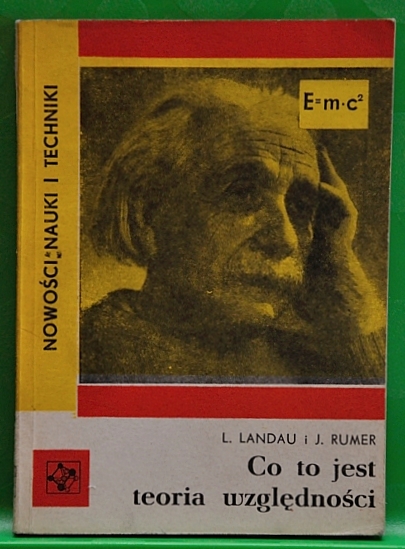 NOWOŚCI NAUKI I TECHNIKI
E=m·c²
L. LANDAU i J. RUMER
Co to jest
teoria względności